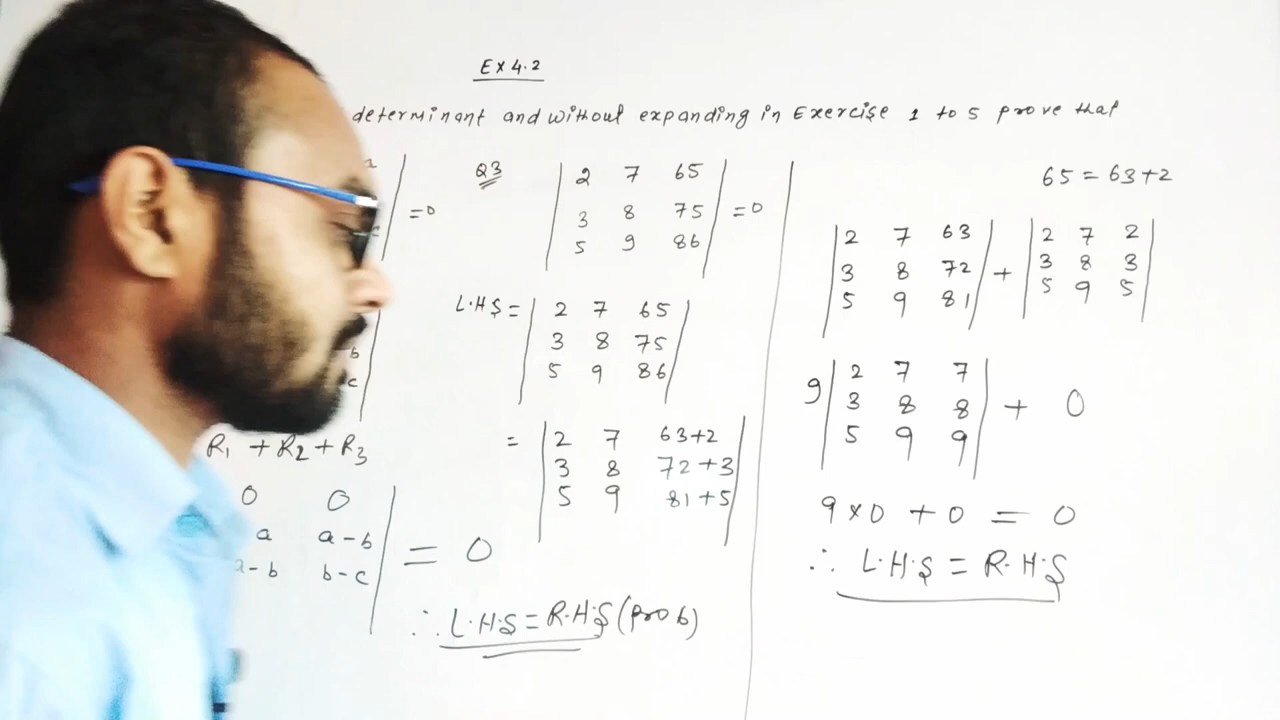 Ex 4.2
determinant and without expanding in Exercise 1 to 5 prove that
= 0
R1 + R2 + R3
0 0
a a-b
a-b b-c
= 0
∴ L.H.S = R.H.S (prob)
Q3
| 2 7 65 |
| 3 8 75 | = 0
| 5 9 86 |
L.H.S = | 2 7 65 |
| 3 8 75 |
| 5 9 86 |
= | 2 7 63+2 |
| 3 8 72+3 |
| 5 9 81+5 |
65 = 63+2
| 2 7 63 | | 2 7 2 |
| 3 8 72 | + | 3 8 3 |
| 5 9 81 | | 5 9 5 |
9 | 2 7 7 |
| 3 8 8 | + 0
| 5 9 9 |
9×0 + 0 = 0
∴ L.H.S = R.H.S